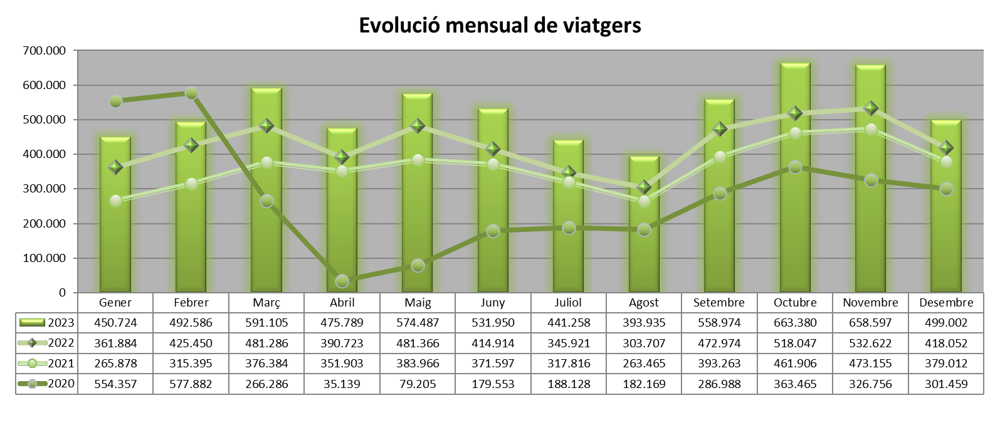 Evolució mensual de viatgers
700.000
600.000
500.000
400.000
300.000
200.000
100.000
0
Gener Febrer Març Abril Maig Juny Juliol Agost Setembre Octubre Novembre Desembre
2023 450.724 492.586 591.105 475.789 574.487 531.950 441.258 393.935 558.974 663.380 658.597 499.002
2022 361.884 425.450 481.286 390.723 481.366 414.914 345.921 303.707 472.974 518.047 532.622 418.052
2021 265.878 315.395 376.384 351.903 383.966 371.597 317.816 263.465 393.263 461.906 473.155 379.012
2020 554.357 577.882 266.286 35.139 79.205 179.553 188.128 182.169 286.988 363.465 326.756 301.459